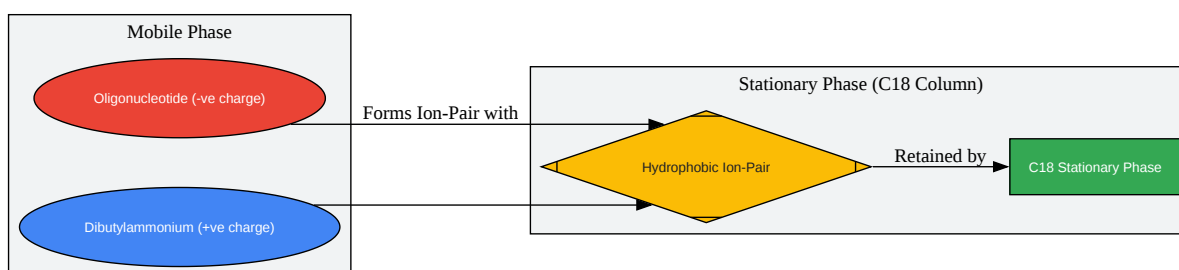 Mobile Phase
Oligonucleotide (-ve charge)
Dibutylammonium (+ve charge)
Forms Ion-Pair with
Stationary Phase (C18 Column)
Hydrophobic Ion-Pair
Retained by
C18 Stationary Phase